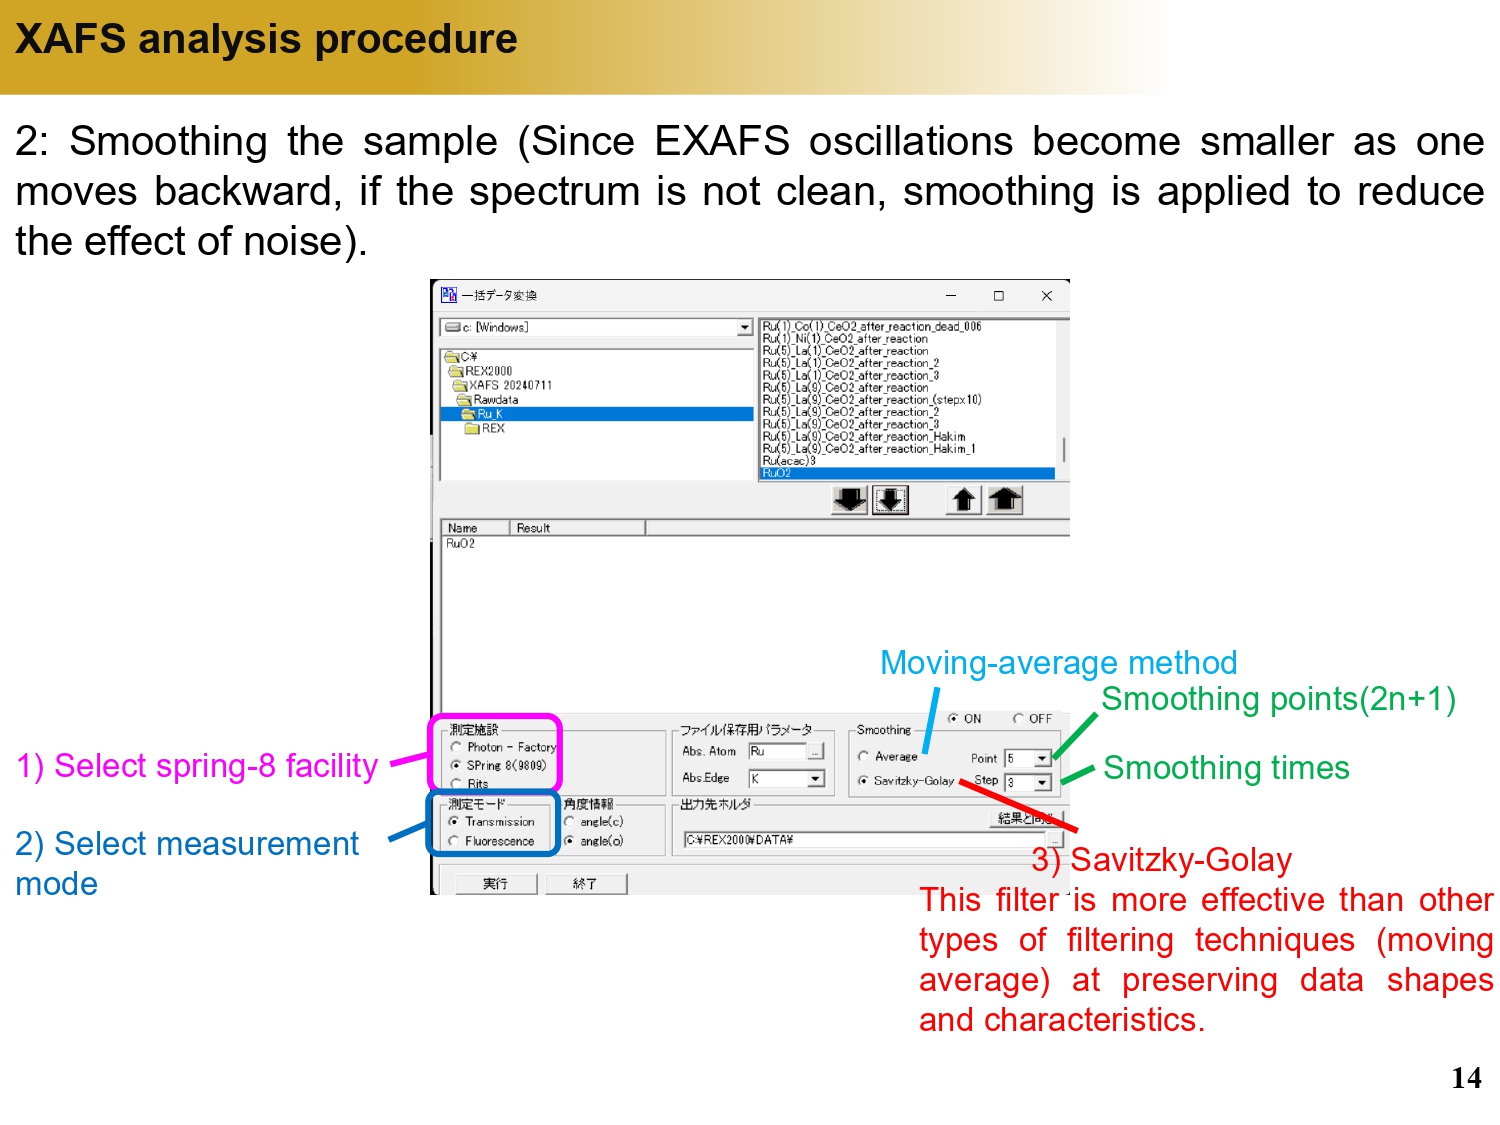 XAFS analysis procedure
2: Smoothing the sample (Since EXAFS oscillations become smaller as one
moves backward, if the spectrum is not clean, smoothing is applied to reduce
the effect of noise).
一括データ変換
c: [Windows]
C:¥
REX2000
XAFS 20240711
Rawdata
Ru_K
REX
Ru(1)_Co(1)_CeO2_after_reaction_dead_006
Ru(1)_Ni(1)_CeO2_after_reaction
Ru(5)_La(1)_CeO2_after_reaction
Ru(5)_La(1)_CeO2_after_reaction_2
Ru(5)_La(1)_CeO2_after_reaction_3
Ru(5)_La(9)_CeO2_after_reaction
Ru(5)_La(9)_CeO2_after_reaction_(stepx10)
Ru(5)_La(9)_CeO2_after_reaction_2
Ru(5)_La(9)_CeO2_after_reaction_3
Ru(5)_La(9)_CeO2_after_reaction_Hakim
Ru(5)_La(9)_CeO2_after_reaction_Hakim_1
Ru(acac)3
RuO2
Name Result
RuO2
Moving-average method
Smoothing points(2n+1)
Smoothing times
1) Select spring-8 facility
2) Select measurement
mode
測定施設
Photon - Factory
SPring 8(9809)
Rits
測定モード
Transmission
Fluorescence
角度情報
angle(c)
angle(o)
ファイル保存用パラメータ
Abs. Atom Ru ...
Abs.Edge K
ON OFF
Smoothing
Average Point 5
Savitzky-Golay Step 3
出力先ホルダ
結果と同じ
C:¥REX2000¥DATA¥ ...
実行 終了
3) Savitzky-Golay
This filter is more effective than other
types of filtering techniques (moving
average) at preserving data shapes
and characteristics.
14